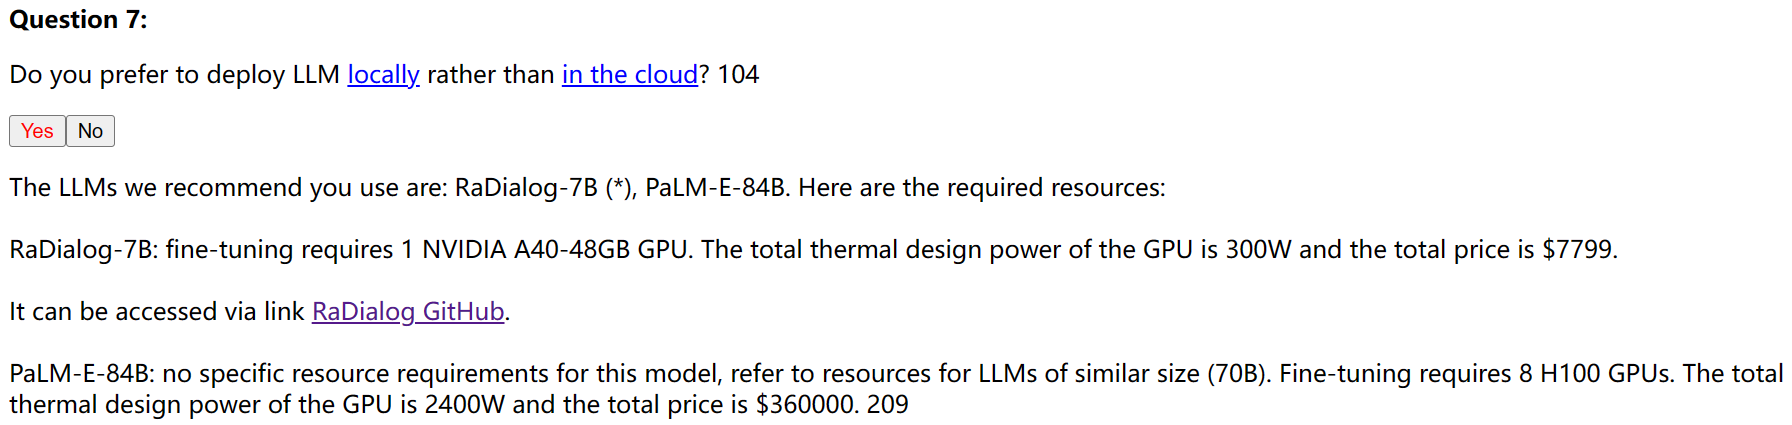 Question 7:
Do you prefer to deploy LLM locally rather than in the cloud? 104
Yes No
The LLMs we recommend you use are: RaDialog-7B (*), PaLM-E-84B. Here are the required resources:
RaDialog-7B: fine-tuning requires 1 NVIDIA A40-48GB GPU. The total thermal design power of the GPU is 300W and the total price is $7799.
It can be accessed via link RaDialog GitHub.
PaLM-E-84B: no specific resource requirements for this model, refer to resources for LLMs of similar size (70B). Fine-tuning requires 8 H100 GPUs. The total
thermal design power of the GPU is 2400W and the total price is $360000. 209